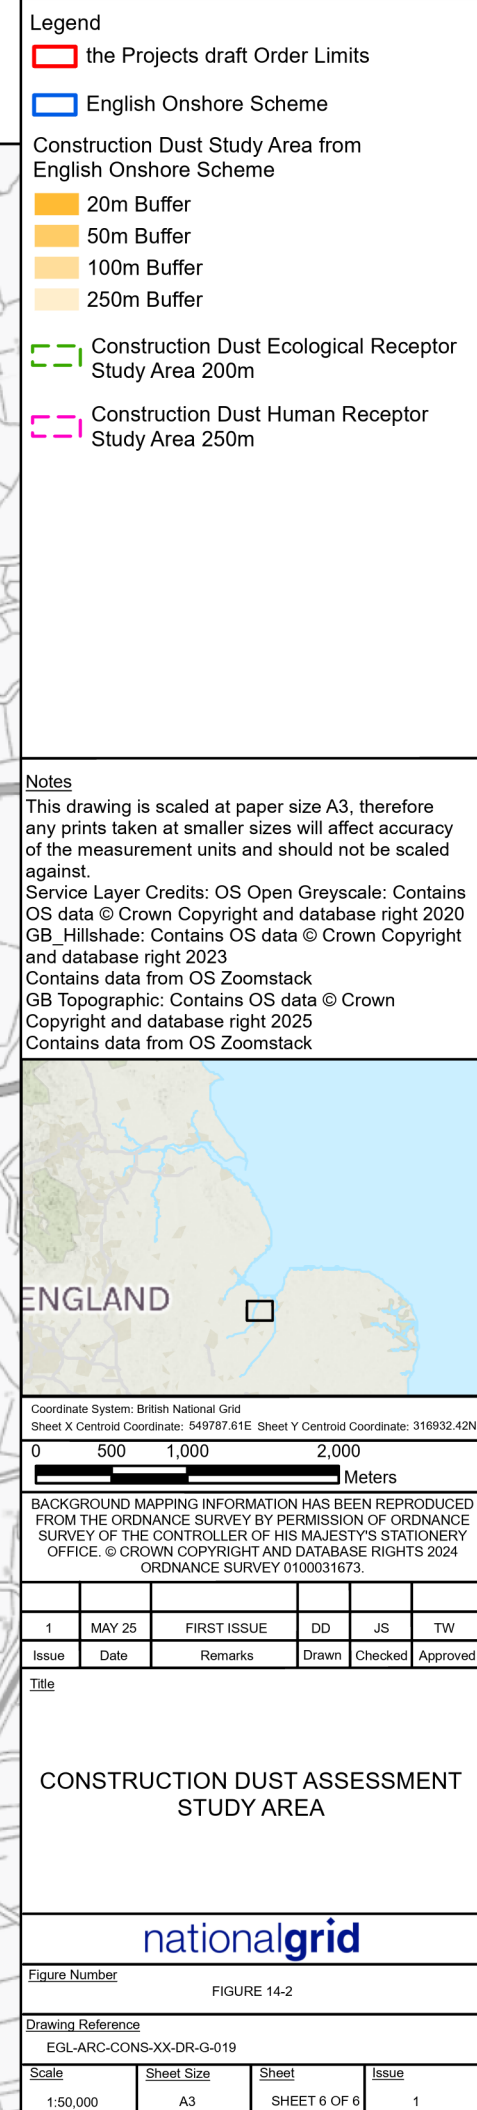 Legend
the Projects draft Order Limits
English Onshore Scheme
Construction Dust Study Area from
English Onshore Scheme
20m Buffer
50m Buffer
100m Buffer
250m Buffer
Construction Dust Ecological Receptor
Study Area 200m
Construction Dust Human Receptor
Study Area 250m
Notes
This drawing is scaled at paper size A3, therefore
any prints taken at smaller sizes will affect accuracy
of the measurement units and should not be scaled
against.
Service Layer Credits: OS Open Greyscale: Contains
OS data © Crown Copyright and database right 2020
GB_Hillshade: Contains OS data © Crown Copyright
and database right 2023
Contains data from OS Zoomstack
GB Topographic: Contains OS data © Crown
Copyright and database right 2025
Contains data from OS Zoomstack
ENGLAND
Coordinate System: British National Grid
Sheet X Centroid Coordinate: 549787.61E Sheet Y Centroid Coordinate: 316932.42N
0 500 1,000 2,000
Meters
BACKGROUND MAPPING INFORMATION HAS BEEN REPRODUCED
FROM THE ORDNANCE SURVEY BY PERMISSION OF ORDNANCE
SURVEY OF THE CONTROLLER OF HIS MAJESTY'S STATIONERY
OFFICE. © CROWN COPYRIGHT AND DATABASE RIGHTS 2024
ORDNANCE SURVEY 0100031673.
1 MAY 25 FIRST ISSUE DD JS TW
Issue Date Remarks Drawn Checked Approved
Title
CONSTRUCTION DUST ASSESSMENT
STUDY AREA
nationalgrid
Figure Number
FIGURE 14-2
Drawing Reference
EGL-ARC-CONS-XX-DR-G-019
Scale Sheet Size Sheet Issue
1:50,000 A3 SHEET 6 OF 6 1